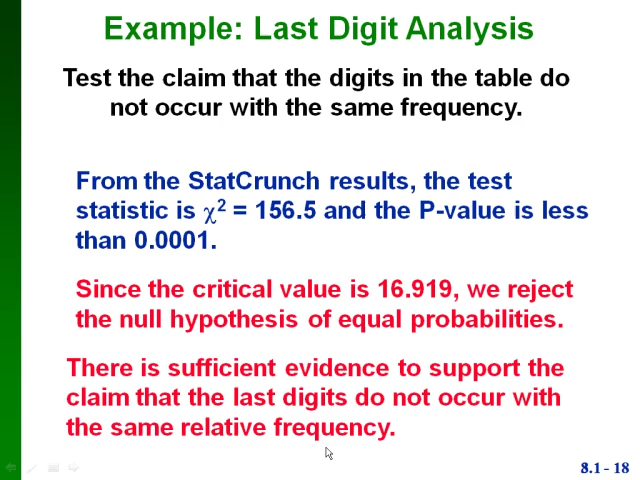 Example: Last Digit Analysis
Test the claim that the digits in the table do
not occur with the same frequency.
From the StatCrunch results, the test
statistic is χ² = 156.5 and the P-value is less
than 0.0001.
Since the critical value is 16.919, we reject
the null hypothesis of equal probabilities.
There is sufficient evidence to support the
claim that the last digits do not occur with
the same relative frequency.
8.1 - 18